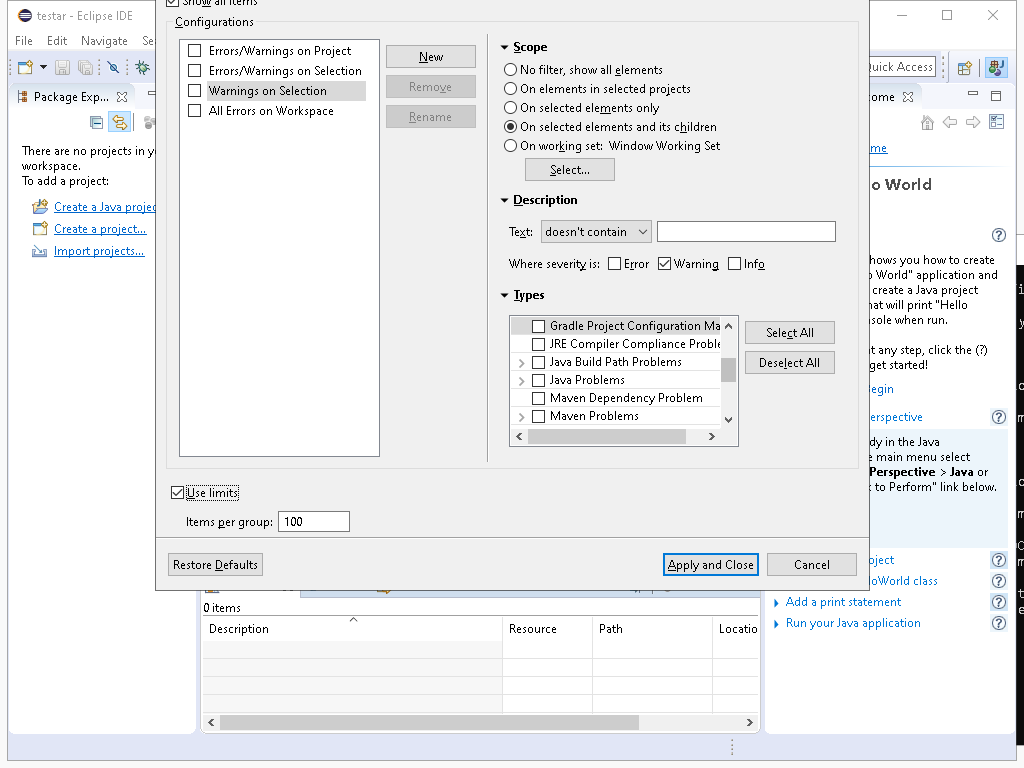 testar - Eclipse IDE
Show all items
File Edit Navigate
Configurations
Errors/Warnings on Project
Errors/Warnings on Selection
Warnings on Selection
All Errors on Workspace
New
Remove
Rename
Scope
No filter, show all elements
On elements in selected projects
On selected elements only
On selected elements and its children
On working set: Window Working Set
Select...
Description
Text: doesn't contain
Where severity is: Error Warning Info
Types
Gradle Project Configuration Ma
JRE Compiler Compliance Proble
Java Build Path Problems
Java Problems
Maven Dependency Problem
Maven Problems
Select All
Deselect All
Use limits
Items per group: 100
Restore Defaults
Apply and Close
Cancel
Quick Access
Package Exp...
There are no projects in y
workspace.
To add a project:
Create a Java projec
Create a project...
Import projects...
ome
me
o World
hows you how to create
o World" application and
create a Java project
hat will print "Hello
sole when run.
t any step, click the (?)
get started!
egin
erspective
dy in the Java
e main menu select
Perspective > Java or
k to Perform" link below.
oject
oWorld class
Add a print statement
Run your Java application
0 items
Description Resource Path Locatio